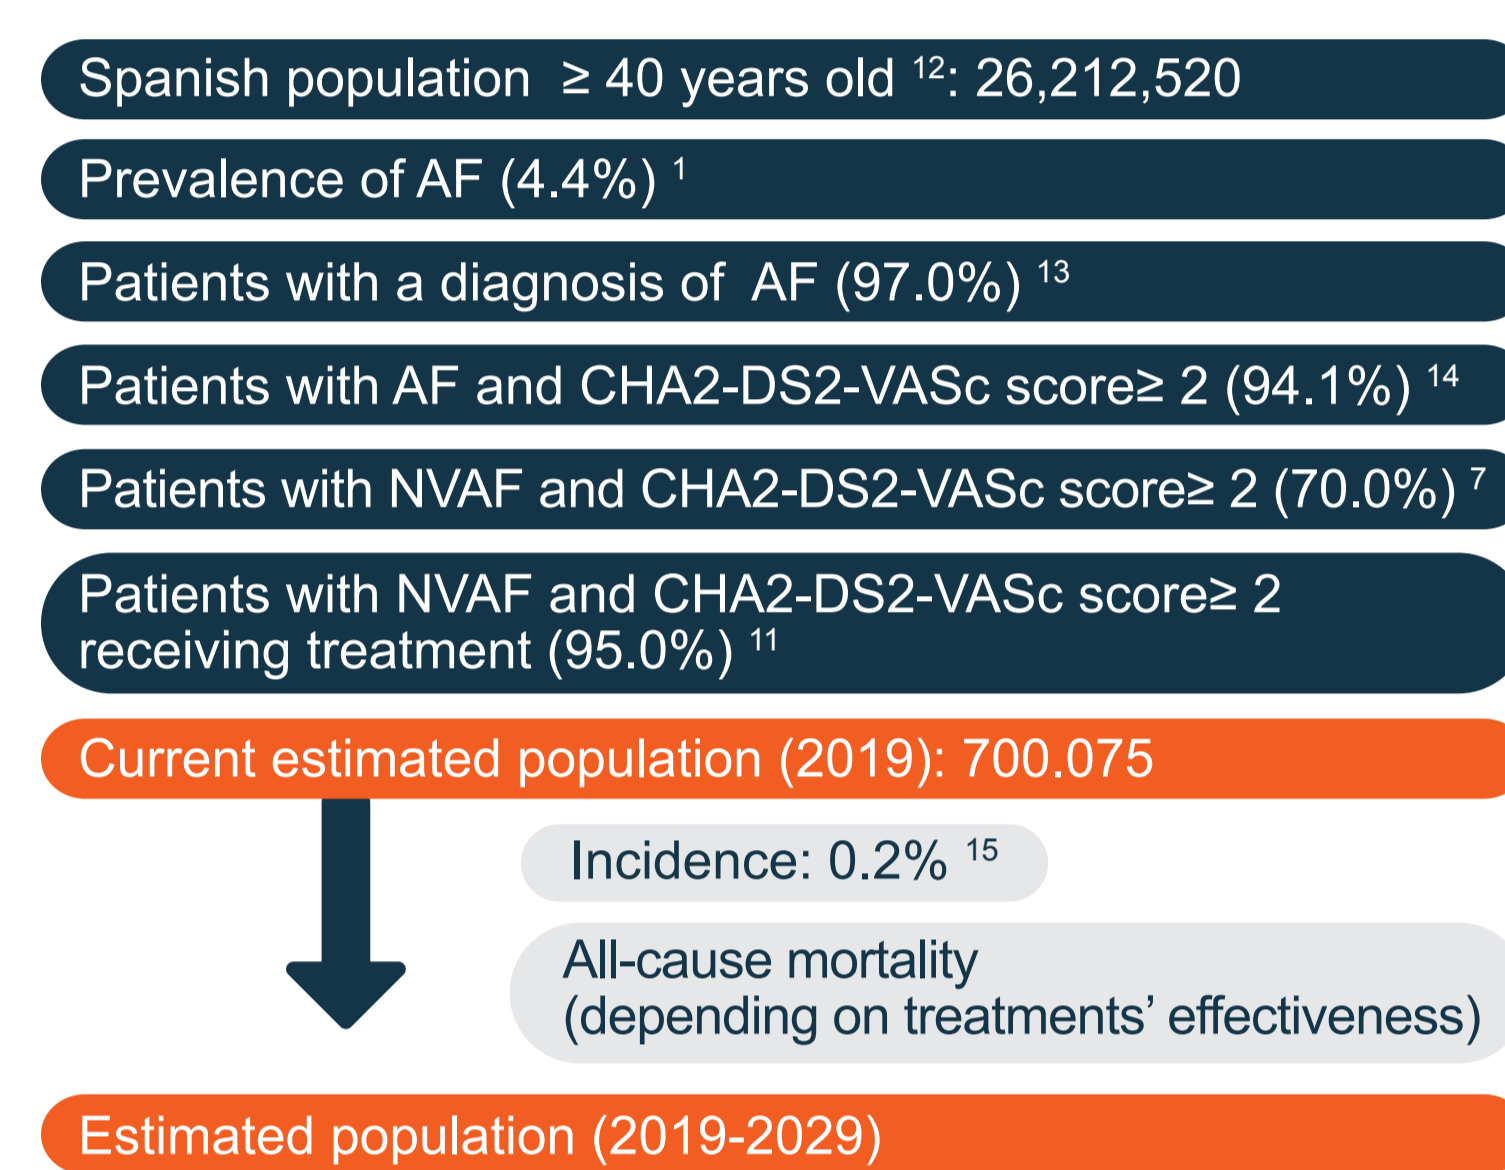 Spanish population ≥ 40 years old ¹²: 26,212,520
Prevalence of AF (4.4%) ¹
Patients with a diagnosis of AF (97.0%) ¹³
Patients with AF and CHA2-DS2-VASc score≥ 2 (94.1%) ¹⁴
Patients with NVAF and CHA2-DS2-VASc score≥ 2 (70.0%) ⁷
Patients with NVAF and CHA2-DS2-VASc score≥ 2
receiving treatment (95.0%) ¹¹
Current estimated population (2019): 700.075
Incidence: 0.2% ¹⁵
All-cause mortality
(depending on treatments’ effectiveness)
Estimated population (2019-2029)